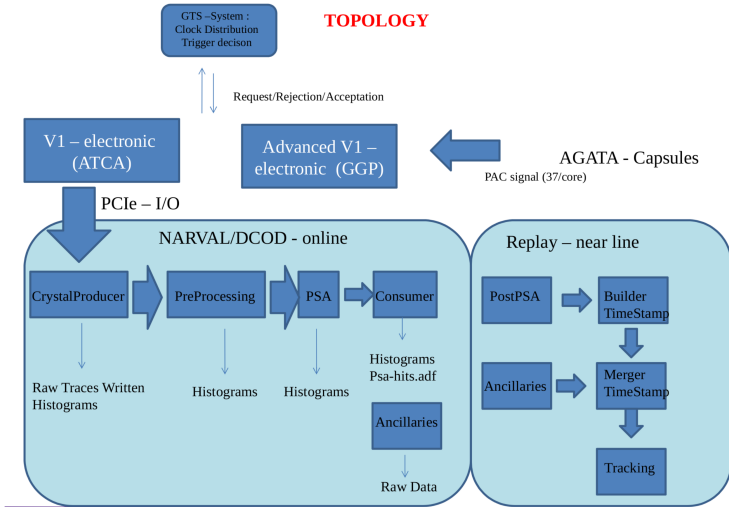 GTS –System :
Clock Distribution
Trigger decison
TOPOLOGY
Request/Rejection/Acceptation
V1 – electronic
(ATCA)
Advanced V1 –
electronic (GGP)
AGATA - Capsules
PAC signal (37/core)
PCIe – I/O
NARVAL/DCOD - online
CrystalProducer
PreProcessing
PSA
Consumer
Raw Traces Written
Histograms
Histograms
Histograms
Histograms
Psa-hits.adf
Ancillaries
Raw Data
Replay – near line
PostPSA
Builder
TimeStamp
Ancillaries
Merger
TimeStamp
Tracking